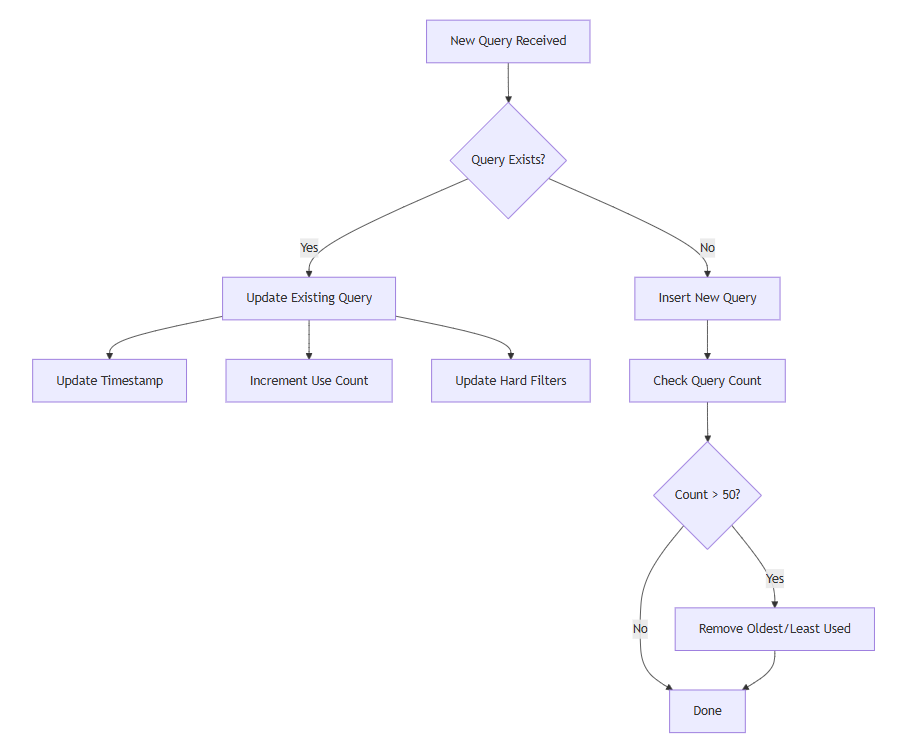 New Query Received
Query Exists?
Yes
No
Update Existing Query
Insert New Query
Update Timestamp
Increment Use Count
Update Hard Filters
Check Query Count
Count > 50?
Yes
No
Remove Oldest/Least Used
Done